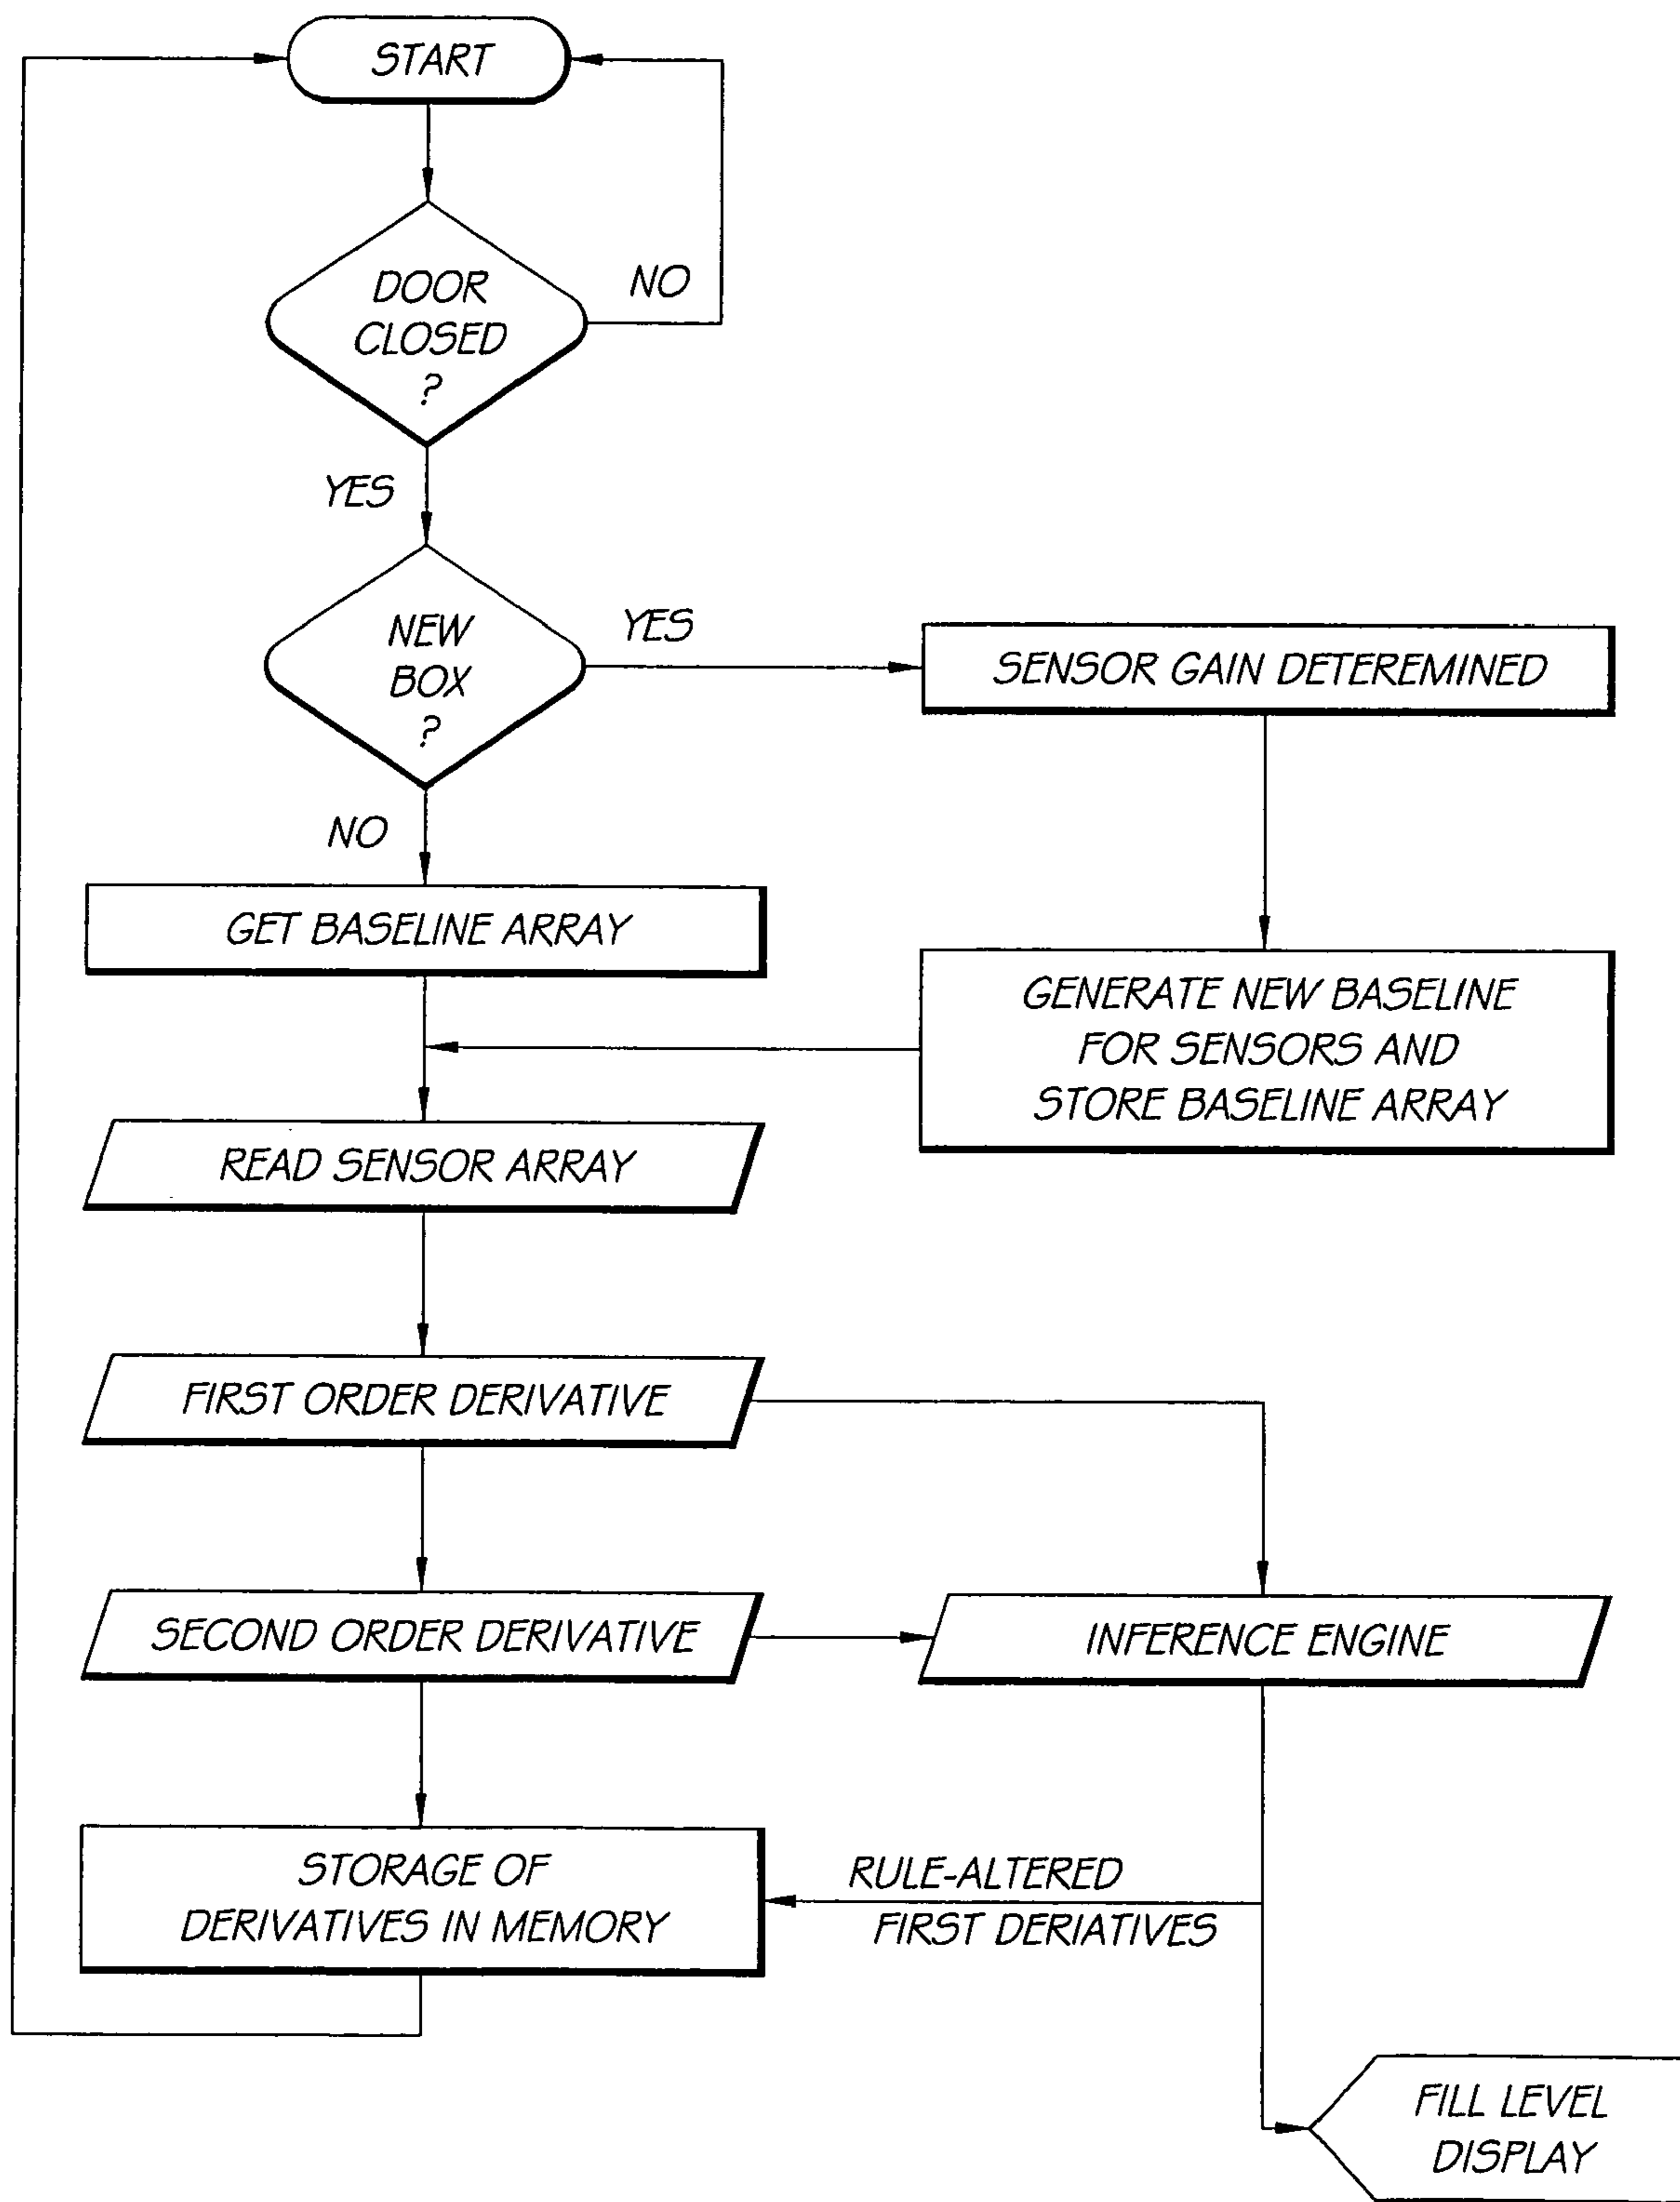 START
DOOR
CLOSED
?
NO
YES
NEW
BOX
?
YES
SENSOR GAIN DETEREMINED
NO
GET BASELINE ARRAY
GENERATE NEW BASELINE
FOR SENSORS AND
STORE BASELINE ARRAY
READ SENSOR ARRAY
FIRST ORDER DERIVATIVE
SECOND ORDER DERIVATIVE
INFERENCE ENGINE
STORAGE OF
DERIVATIVES IN MEMORY
RULE-ALTERED
FIRST DERIATIVES
FILL LEVEL
DISPLAY